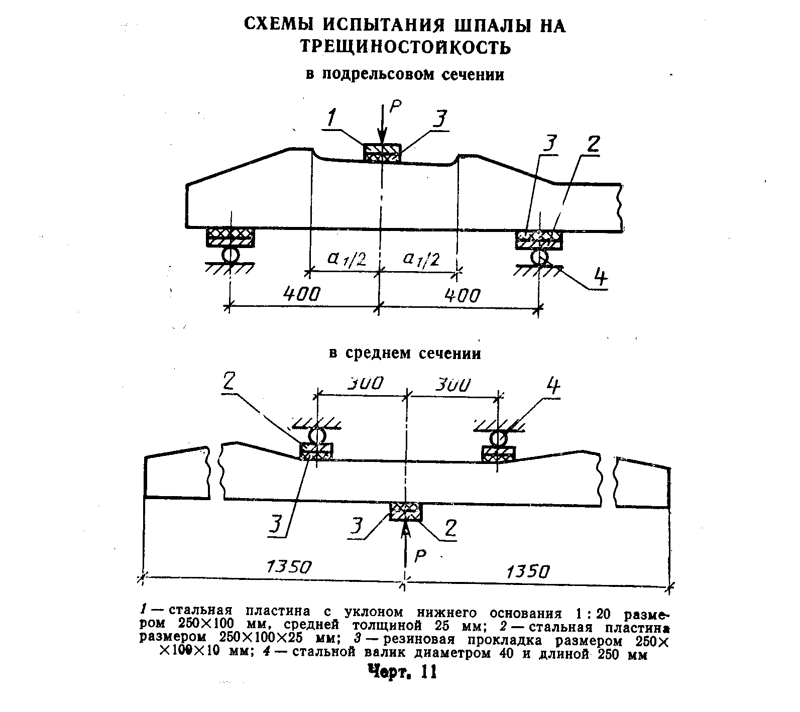 СХЕМЫ ИСПЫТАНИЯ ШПАЛЫ НА
ТРЕЩИНОСТОЙКОСТЬ
в подрельсовом сечении
P
1
3
3
2
a₁/2
a₁/2
4
400
400
в среднем сечении
2
300
300
4
3
3
2
P
1350
1350
1 — стальная пластина с уклоном нижнего основания 1 : 20 разме-
ром 250×100 мм, средней толщиной 25 мм; 2 — стальная пластина
размером 250×100×25 мм; 3 — резиновая прокладка размером 250×
×100×10 мм; 4 — стальной валик диаметром 40 и длиной 250 мм
Черт. 11